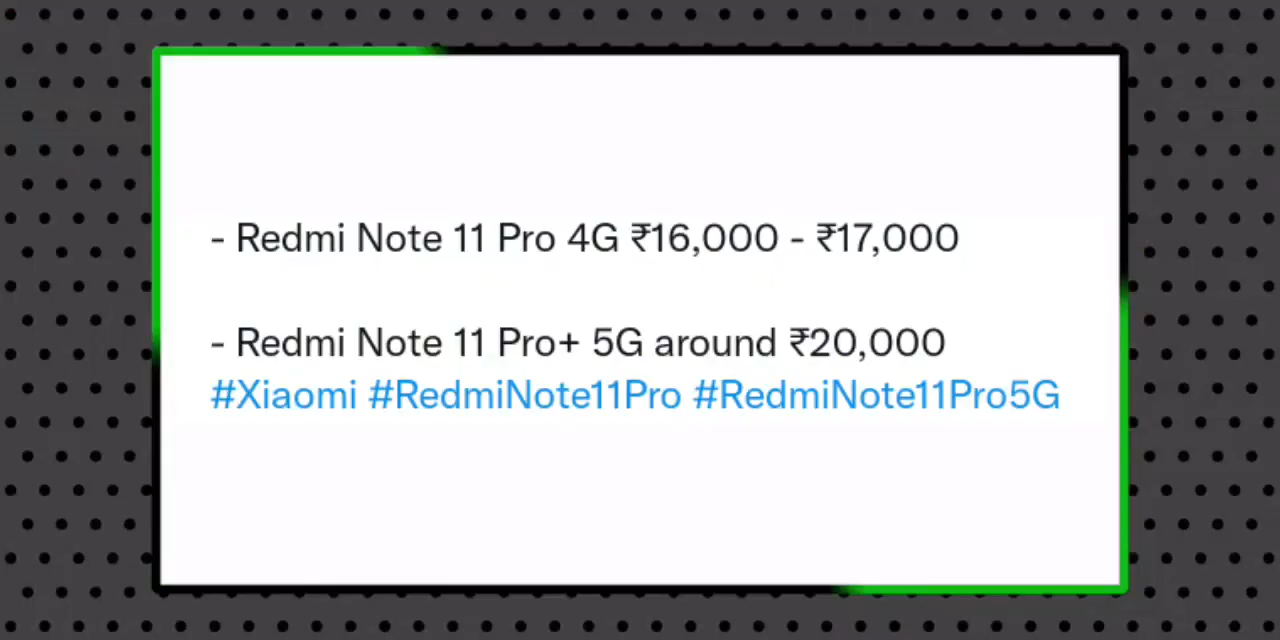 - Redmi Note 11 Pro 4G ₹16,000 - ₹17,000
- Redmi Note 11 Pro+ 5G around ₹20,000
#Xiaomi #RedmiNote11Pro #RedmiNote11Pro5G